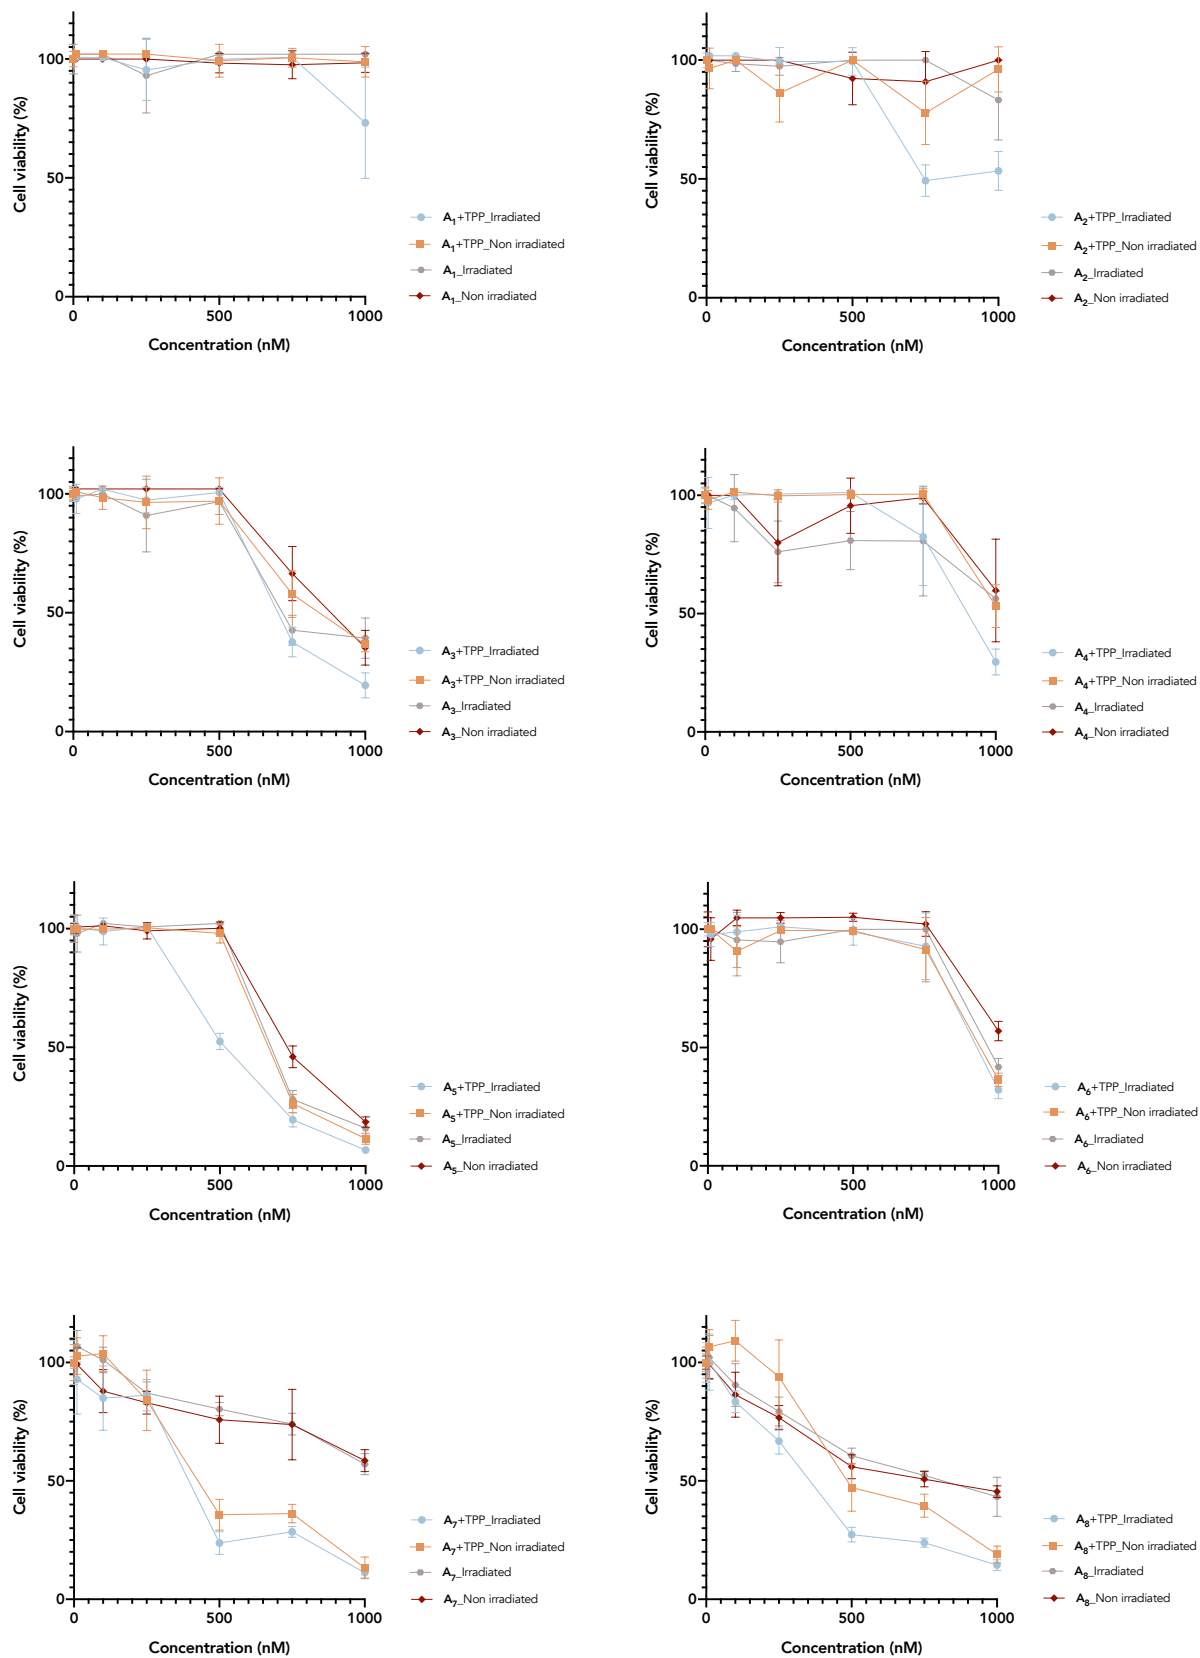 Cell viability (%)
100
50
0
0 500 1000
Concentration (nM)
A1+TPP_Irradiated
A1+TPP_Non irradiated
A1_Irradiated
A1_Non irradiated
Cell viability (%)
100
50
0
0 500 1000
Concentration (nM)
A2+TPP_Irradiated
A2+TPP_Non irradiated
A2_Irradiated
A2_Non irradiated
Cell viability (%)
100
50
0
0 500 1000
Concentration (nM)
A3+TPP_Irradiated
A3+TPP_Non irradiated
A3_Irradiated
A3_Non irradiated
Cell viability (%)
100
50
0
0 500 1000
Concentration (nM)
A4+TPP_Irradiated
A4+TPP_Non irradiated
A4_Irradiated
A4_Non irradiated
Cell viability (%)
100
50
0
0 500 1000
Concentration (nM)
A5+TPP_Irradiated
A5+TPP_Non irradiated
A5_Irradiated
A5_Non irradiated
Cell viability (%)
100
50
0
0 500 1000
Concentration (nM)
A6+TPP_Irradiated
A6+TPP_Non irradiated
A6_Irradiated
A6_Non irradiated
Cell viability (%)
100
50
0
0 500 1000
Concentration (nM)
A7+TPP_Irradiated
A7+TPP_Non irradiated
A7_Irradiated
A7_Non irradiated
Cell viability (%)
100
50
0
0 500 1000
Concentration (nM)
A8+TPP_Irradiated
A8+TPP_Non irradiated
A8_Irradiated
A8_Non irradiated